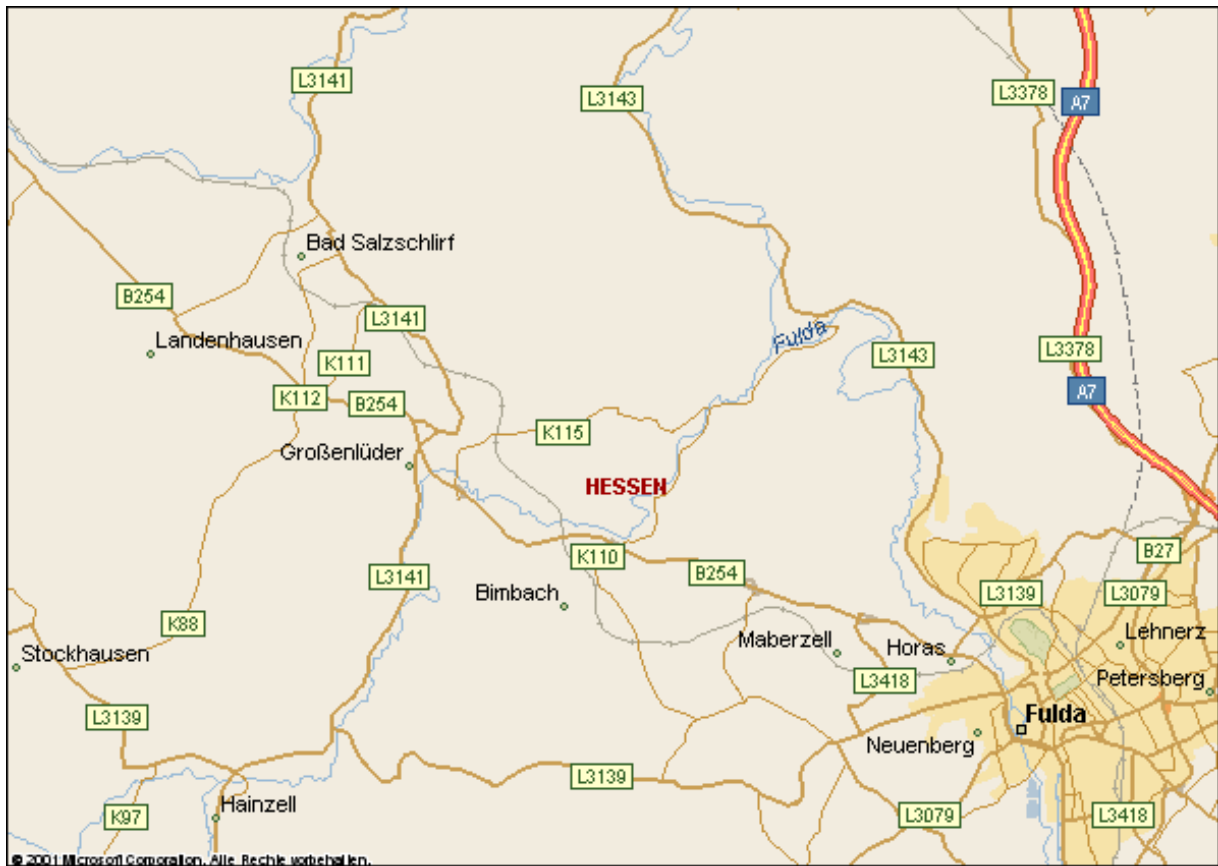 L3141
L3143
L3378
A7
Bad Salzschlirf
B254
L3141
Fulda
Landenhausen
K111
L3143
L3378
K112
B254
A7
K115
Großenlüder
HESSEN
K110
B27
L3141
B254
Bimbach
L3139
L3079
K88
Stockhausen
Maberzell
Horas
Lehnerz
L3418
Petersberg
L3139
Fulda
Neuenberg
L3139
Hainzell
K97
L3079
L3418
© 2001 Microsoft Corporation. Alle Rechte vorbehalten.